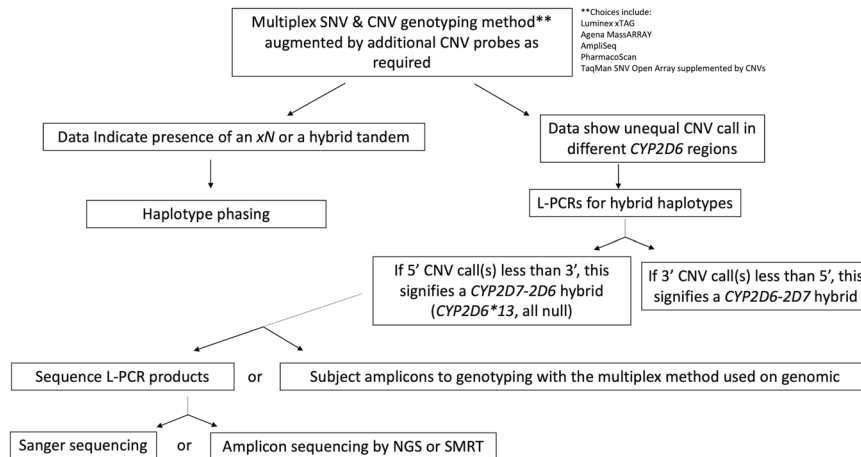 Multiplex SNV & CNV genotyping method**
augmented by additional CNV probes as
required
**Choices include:
Luminex xTAG
Agena MassARRAY
AmpliSeq
PharmacoScan
TaqMan SNV Open Array supplemented by CNVs
Data Indicate presence of an xN or a hybrid tandem
Data show unequal CNV call in
different CYP2D6 regions
Haplotype phasing
L-PCRs for hybrid haplotypes
If 5’ CNV call(s) less than 3’, this
signifies a CYP2D7-2D6 hybrid
(CYP2D6*13, all null)
If 3’ CNV call(s) less than 5’, this
signifies a CYP2D6-2D7 hybrid
Sequence L-PCR products or Subject amplicons to genotyping with the multiplex method used on genomic
Sanger sequencing or Amplicon sequencing by NGS or SMRT